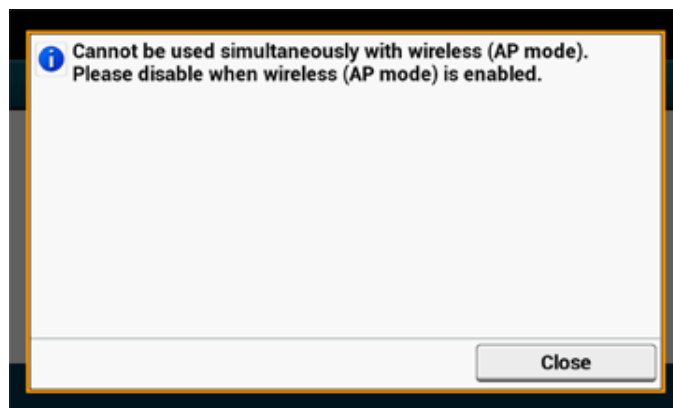 Cannot be used simultaneously with wireless (AP mode).
Please disable when wireless (AP mode) is enabled.
Close